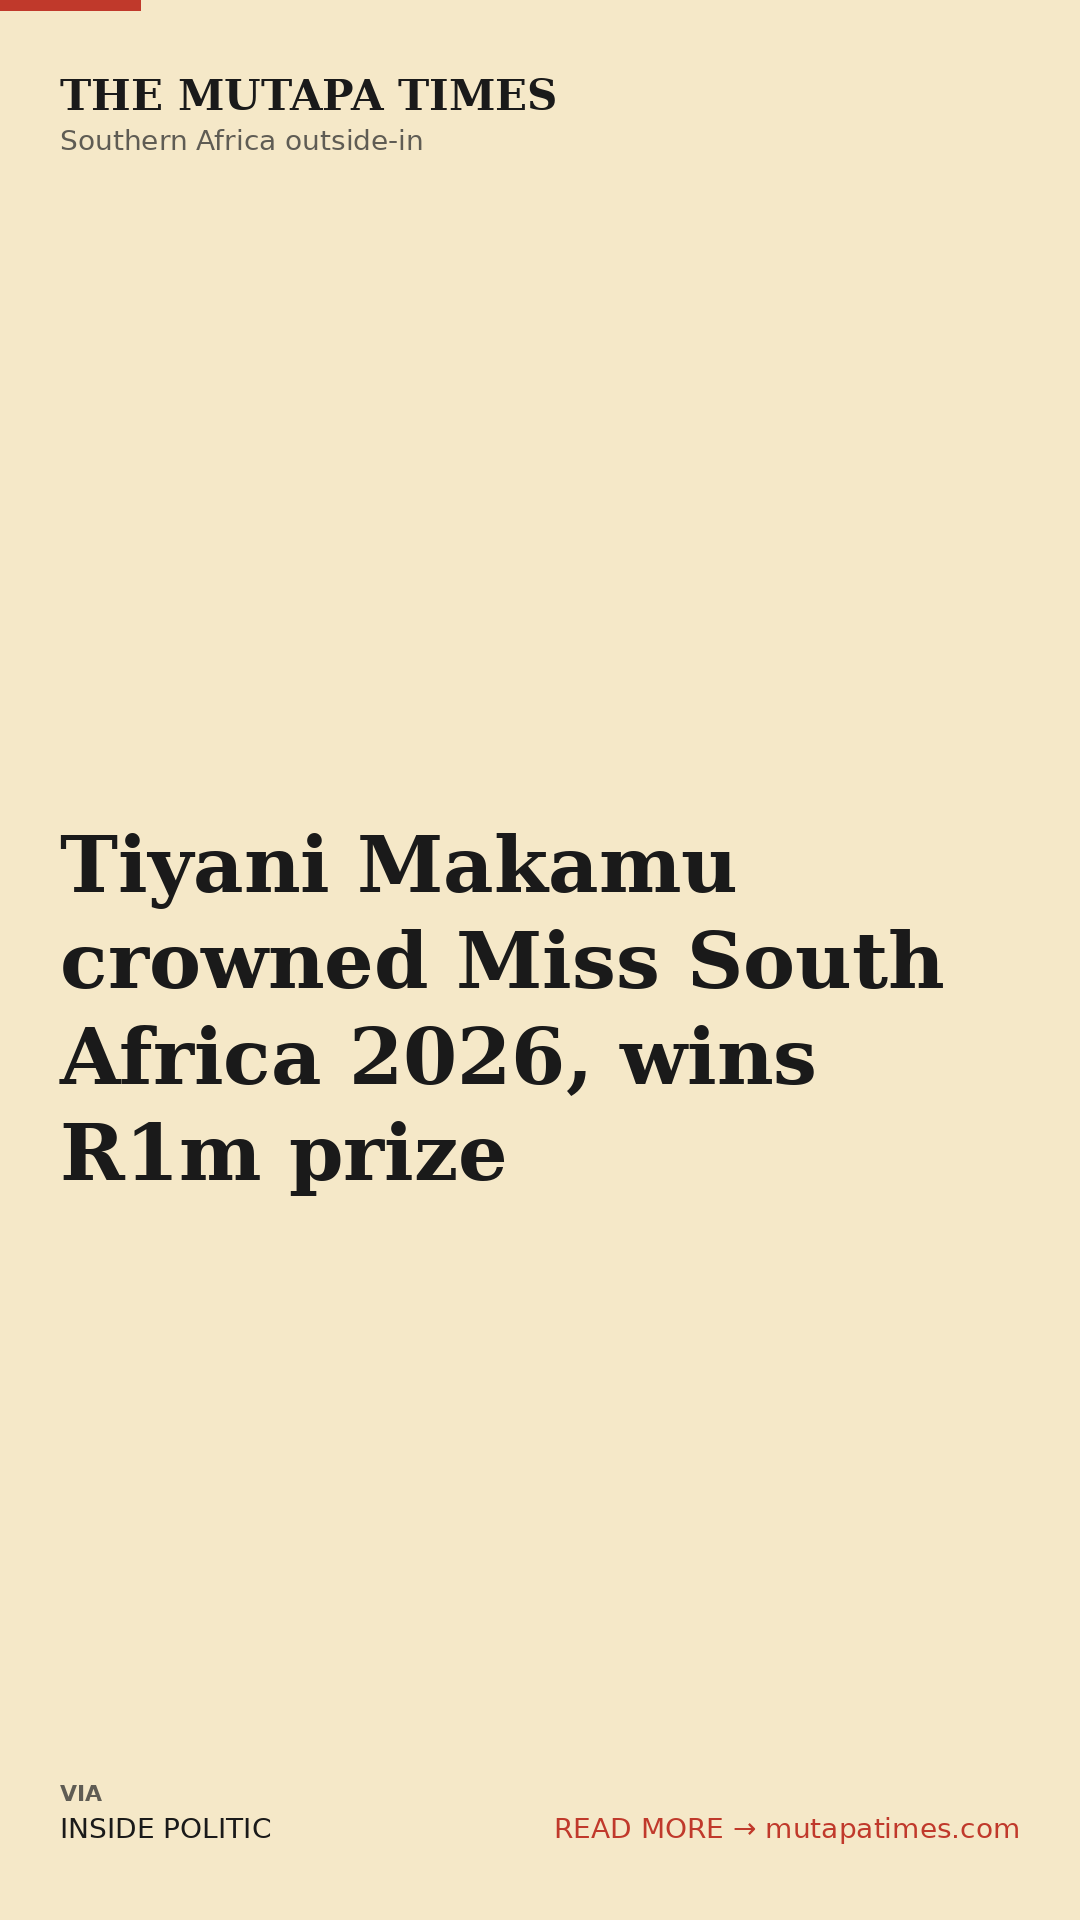 THE MUTAPA TIMES
Southern Africa outside-in
Tiyani Makamu
crowned Miss South
Africa 2026, wins
R1m prize
VIA
INSIDE POLITIC
READ MORE → mutapatimes.com